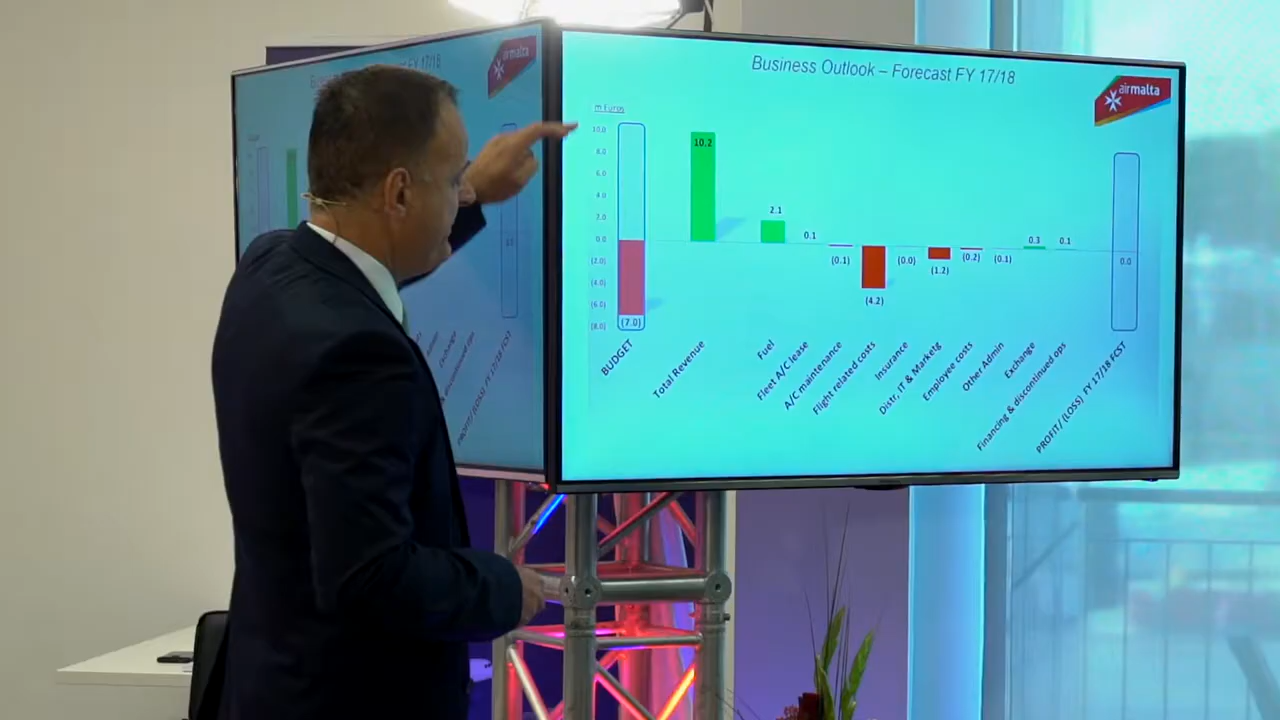 Business Outlook – Forecast FY 17/18
airmalta
m Euros
10.0
8.0
6.0
4.0
2.0
0.0
(2.0)
(4.0)
(6.0)
(8.0)
(7.0)
10.2
2.1
0.1
(0.1)
(4.2)
(0.0)
(1.2)
(0.2)
(0.1)
0.3
0.1
0.0
BUDGET
Total Revenue
Fuel
Fleet A/C lease
A/C maintenance
Flight related costs
Insurance
Distr, IT & Marketg
Employee costs
Other Admin
Exchange
Financing & discontinued ops
PROFIT/ (LOSS) FY 17/18 FCST
airmalta
FY 17/18